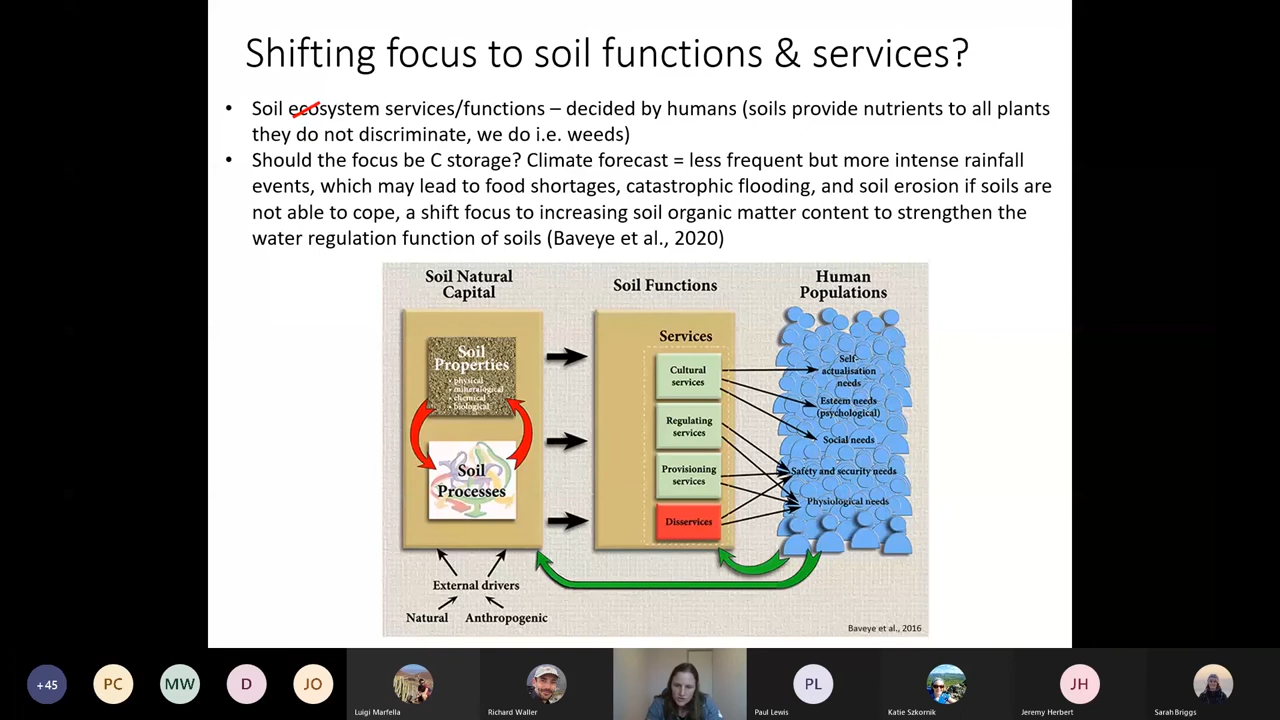 Shifting focus to soil functions & services?
• Soil ecosystem services/functions – decided by humans (soils provide nutrients to all plants
they do not discriminate, we do i.e. weeds)
• Should the focus be C storage? Climate forecast = less frequent but more intense rainfall
events, which may lead to food shortages, catastrophic flooding, and soil erosion if soils are
not able to cope, a shift focus to increasing soil organic matter content to strengthen the
water regulation function of soils (Baveye et al., 2020)
Soil Natural
Capital
Soil
Properties
• physical
• mineralogical
• chemical
• biological
Soil
Processes
External drivers
Natural Anthropogenic
Soil Functions
Services
Cultural
services
Regulating
services
Provisioning
services
Disservices
Human
Populations
Self-
actualisation
needs
Esteem needs
(psychological)
Social needs
Safety and security needs
Physiological needs
Baveye et al., 2016
+45
PC
MW
D
JO
Luigi Marfella
Richard Waller
PL
Paul Lewis
Katie Szkornik
JH
Jeremy Herbert
Sarah Briggs